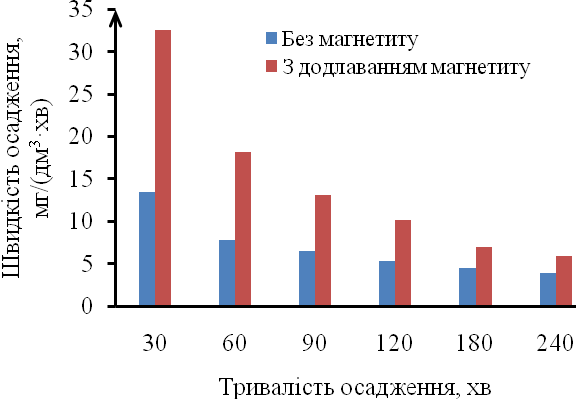 Швидкість осадження,
мг/(дм³·хв)
35
30
25
20
15
10
5
0
Без магнетиту
З додлаванням магнетиту
30 60 90 120 180 240
Тривалість осадження, хв